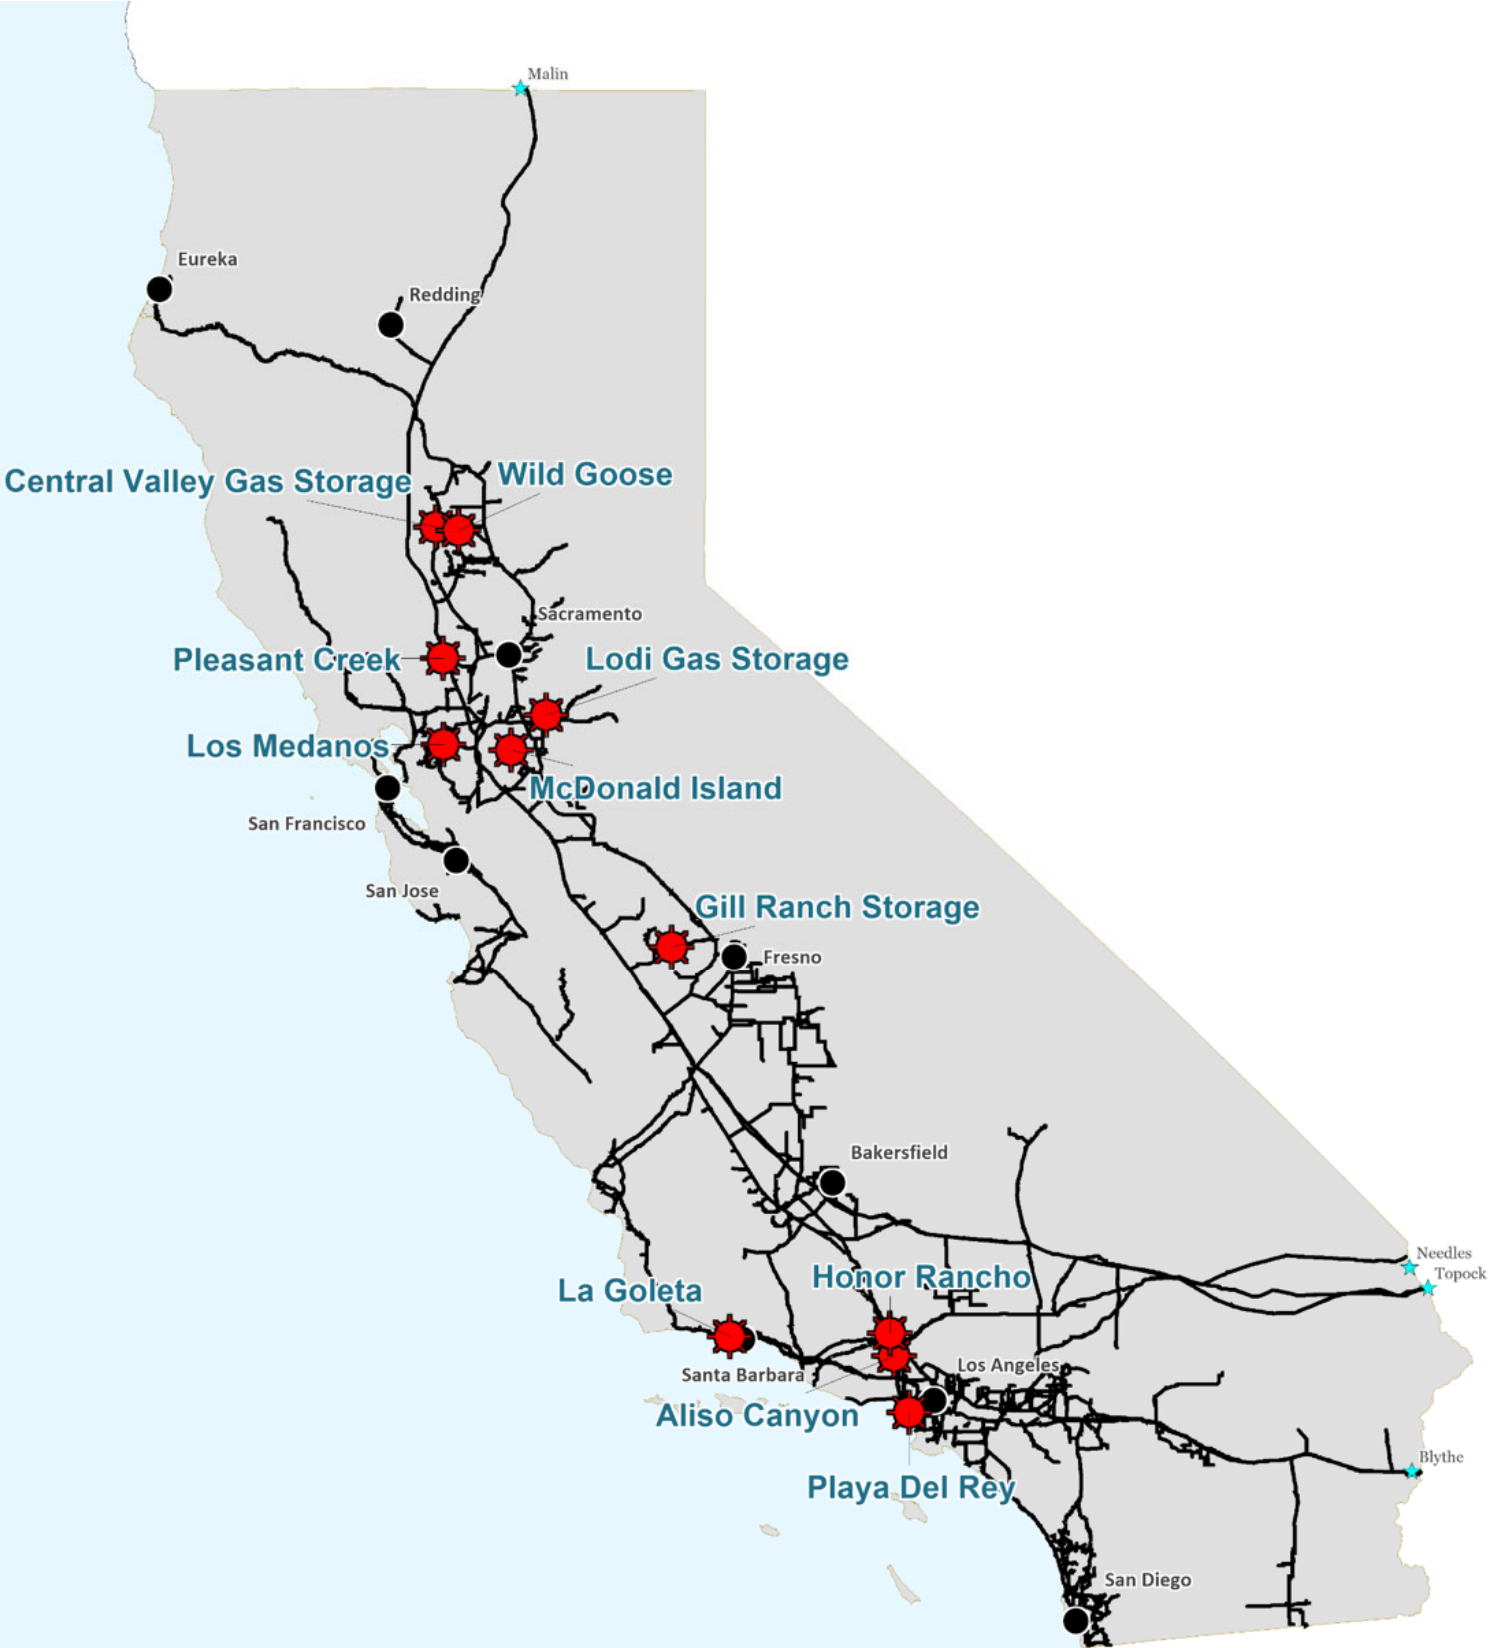 Malin
Eureka
Redding
Central Valley Gas Storage
Wild Goose
Sacramento
Pleasant Creek
Lodi Gas Storage
Los Medanos
McDonald Island
San Francisco
San Jose
Gill Ranch Storage
Fresno
Bakersfield
Needles
Topock
La Goleta
Honor Rancho
Santa Barbara
Los Angeles
Aliso Canyon
Blythe
Playa Del Rey
San Diego